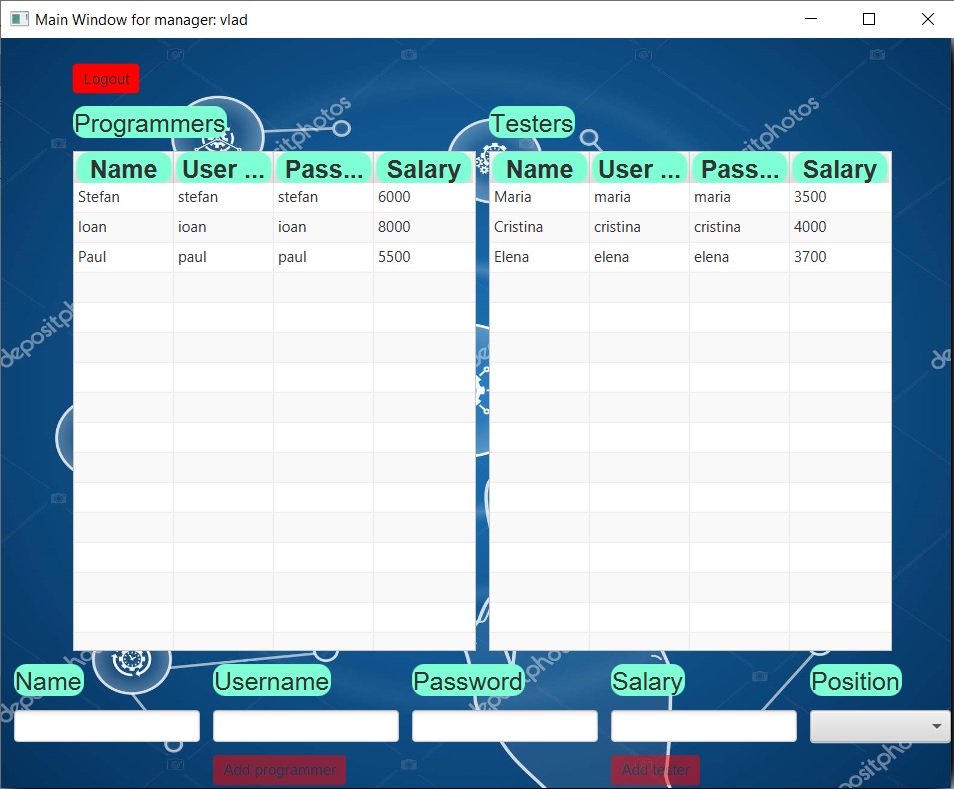 Main Window for manager: vlad
Logout
Programmers
Testers
Name User ... Pass... Salary
Stefan stefan stefan 6000
Ioan ioan ioan 8000
Paul paul paul 5500
Name User ... Pass... Salary
Maria maria maria 3500
Cristina cristina cristina 4000
Elena elena elena 3700
Name Username Password Salary Position
Add programmer
Add tester